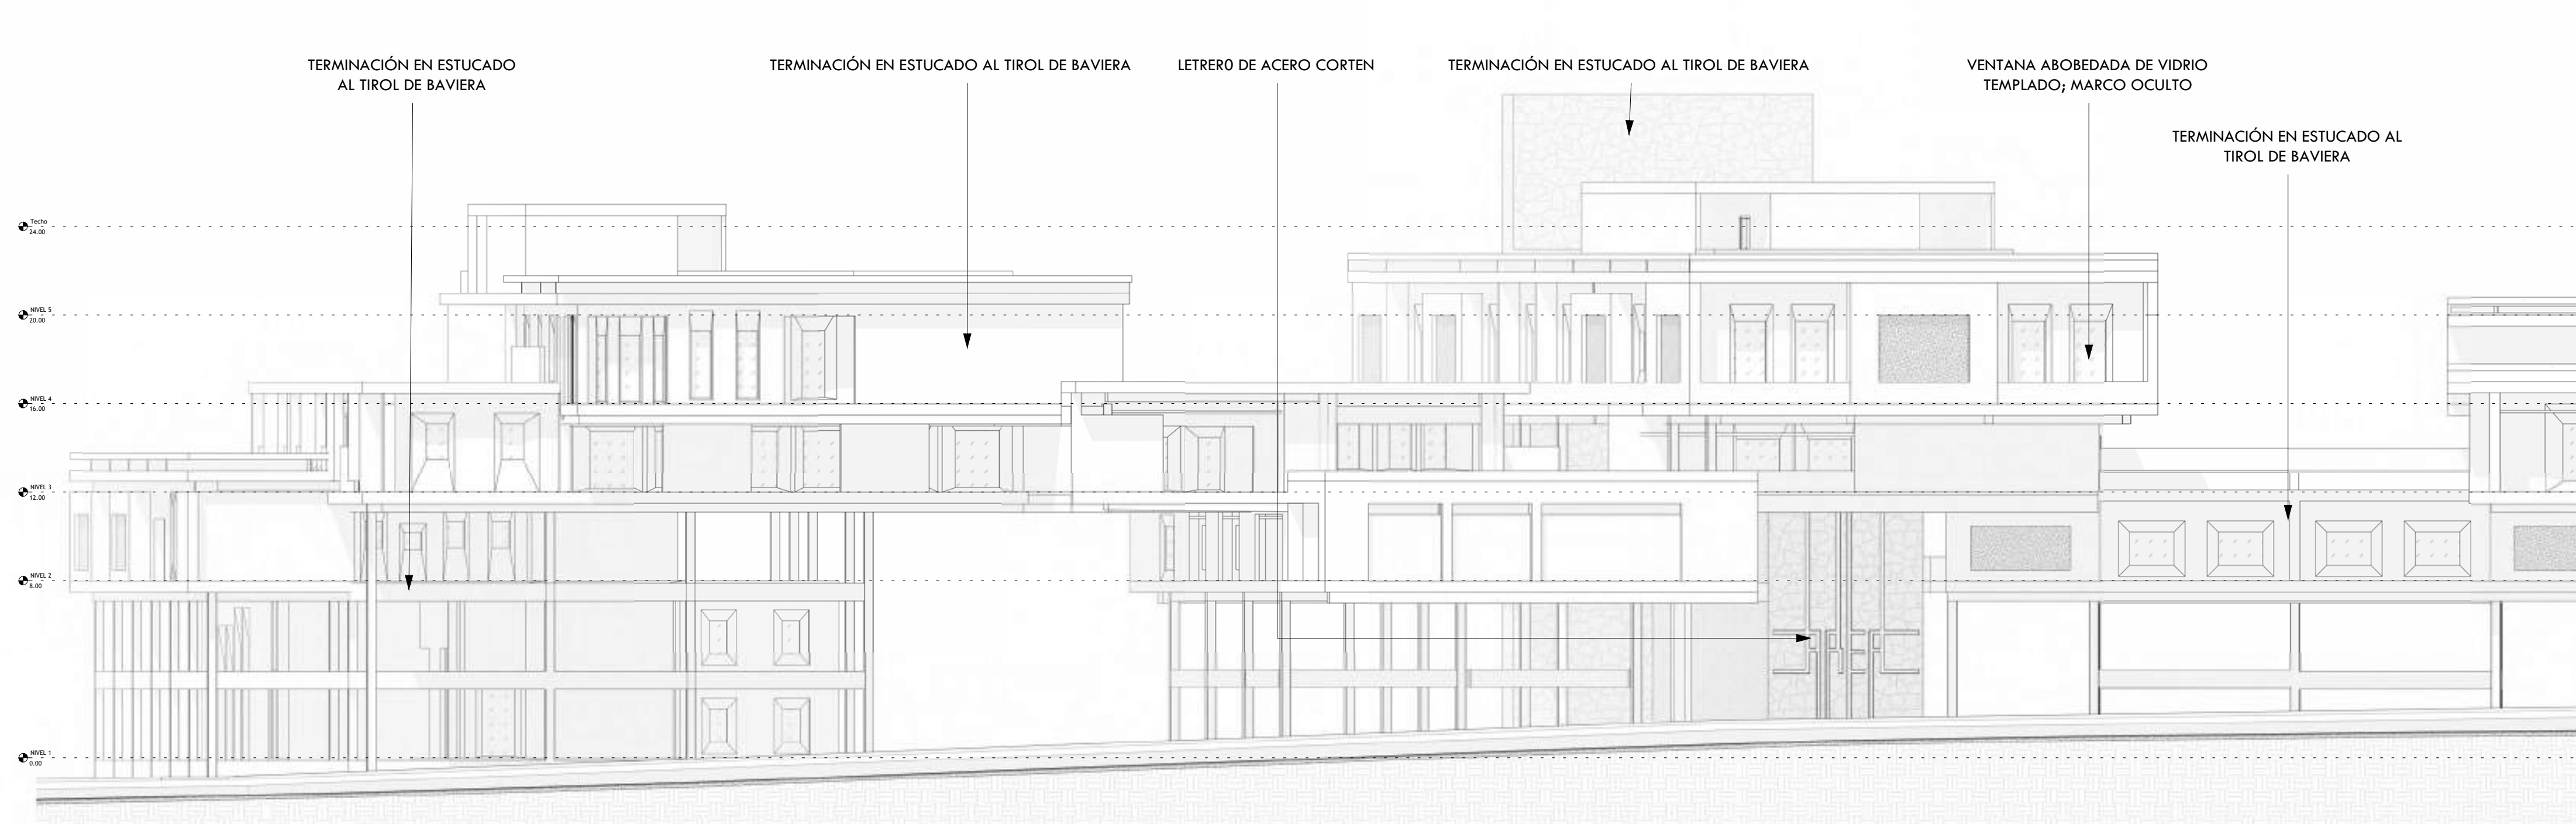 TERMINACIÓN EN ESTUCADO
AL TIROL DE BAVIERA
TERMINACIÓN EN ESTUCADO AL TIROL DE BAVIERA
LETRER0 DE ACERO CORTEN
TERMINACIÓN EN ESTUCADO AL TIROL DE BAVIERA
VENTANA ABOBEDADA DE VIDRIO
TEMPLADO; MARCO OCULTO
TERMINACIÓN EN ESTUCADO AL
TIROL DE BAVIERA
Techo
24.00
NIVEL 5
20.00
NIVEL 4
16.00
NIVEL 3
12.00
NIVEL 2
8.00
NIVEL 1
0.00